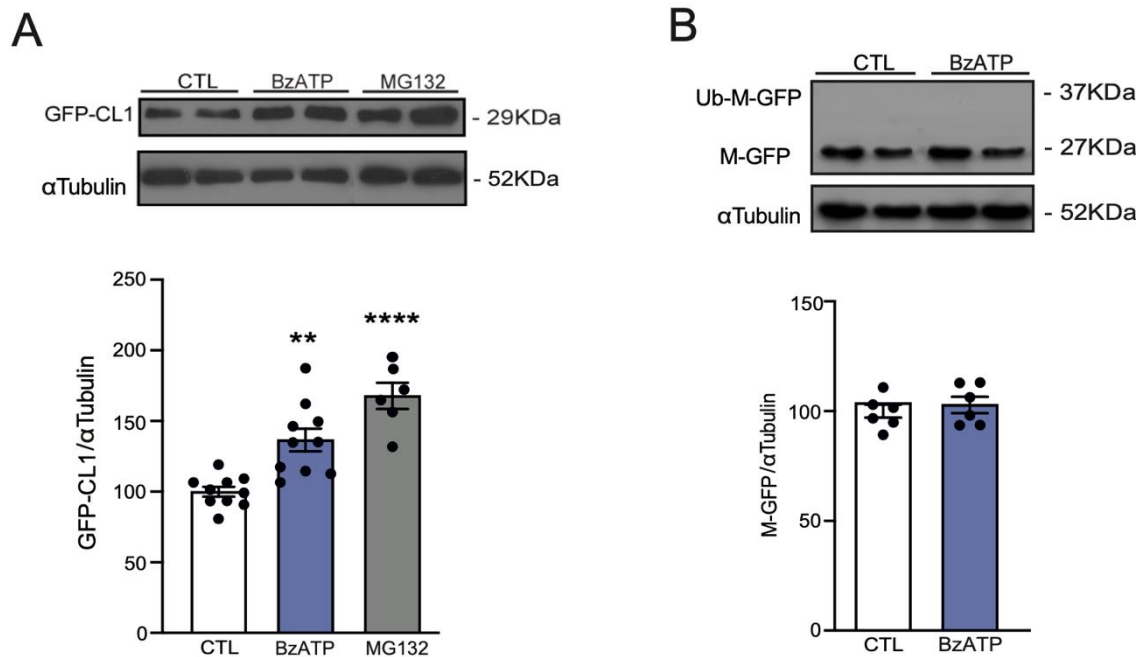 A
CTL BzATP MG132
GFP-CL1 - 29KDa
αTubulin - 52KDa
250
200
150
100
50
0
GFP-CL1/αTubulin
** ****
CTL BzATP MG132
B
CTL BzATP
Ub-M-GFP - 37KDa
M-GFP - 27KDa
αTubulin - 52KDa
150
100
50
0
M-GFP/αTubulin
CTL BzATP